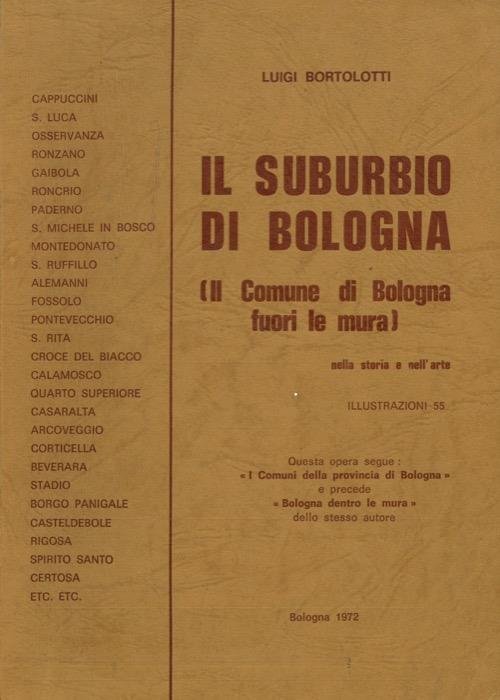 LUIGI BORTOLOTTI
CAPPUCCINI
S. LUCA
OSSERVANZA
RONZANO
GAIBOLA
RONCRIO
PADERNO
S. MICHELE IN BOSCO
MONTEDONATO
S. RUFFILLO
ALEMANNI
FOSSOLO
PONTEVECCHIO
S. RITA
CROCE DEL BIACCO
CALAMOSCO
QUARTO SUPERIORE
CASARALTA
ARCOVEGGIO
CORTICELLA
BEVERARA
STADIO
BORGO PANIGALE
CASTELDEBOLE
RIGOSA
SPIRITO SANTO
CERTOSA
ETC. ETC.
IL SUBURBIO
DI BOLOGNA
(Il Comune di Bologna
fuori le mura)
nella storia e nell'arte
ILLUSTRAZIONI 55
Questa opera segue :
« I Comuni della provincia di Bologna »
e precede
« Bologna dentro le mura »
dello stesso autore
Bologna 1972